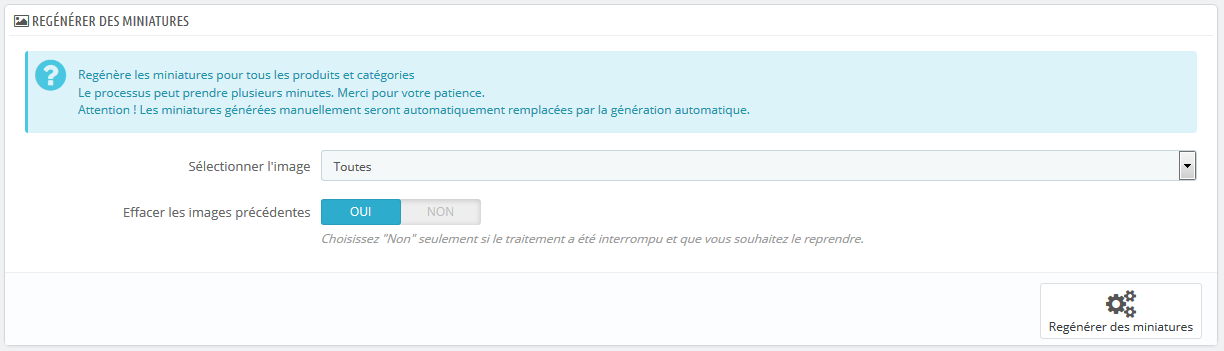 REGÉNÉRER DES MINIATURES
Regénère les miniatures pour tous les produits et catégories
Le processus peut prendre plusieurs minutes. Merci pour votre patience.
Attention ! Les miniatures générées manuellement seront automatiquement remplacées par la génération automatique.
Sélectionner l'image
Toutes
Effacer les images précédentes
OUI
NON
Choisissez "Non" seulement si le traitement a été interrompu et que vous souhaitez le reprendre.
Regénérer des miniatures